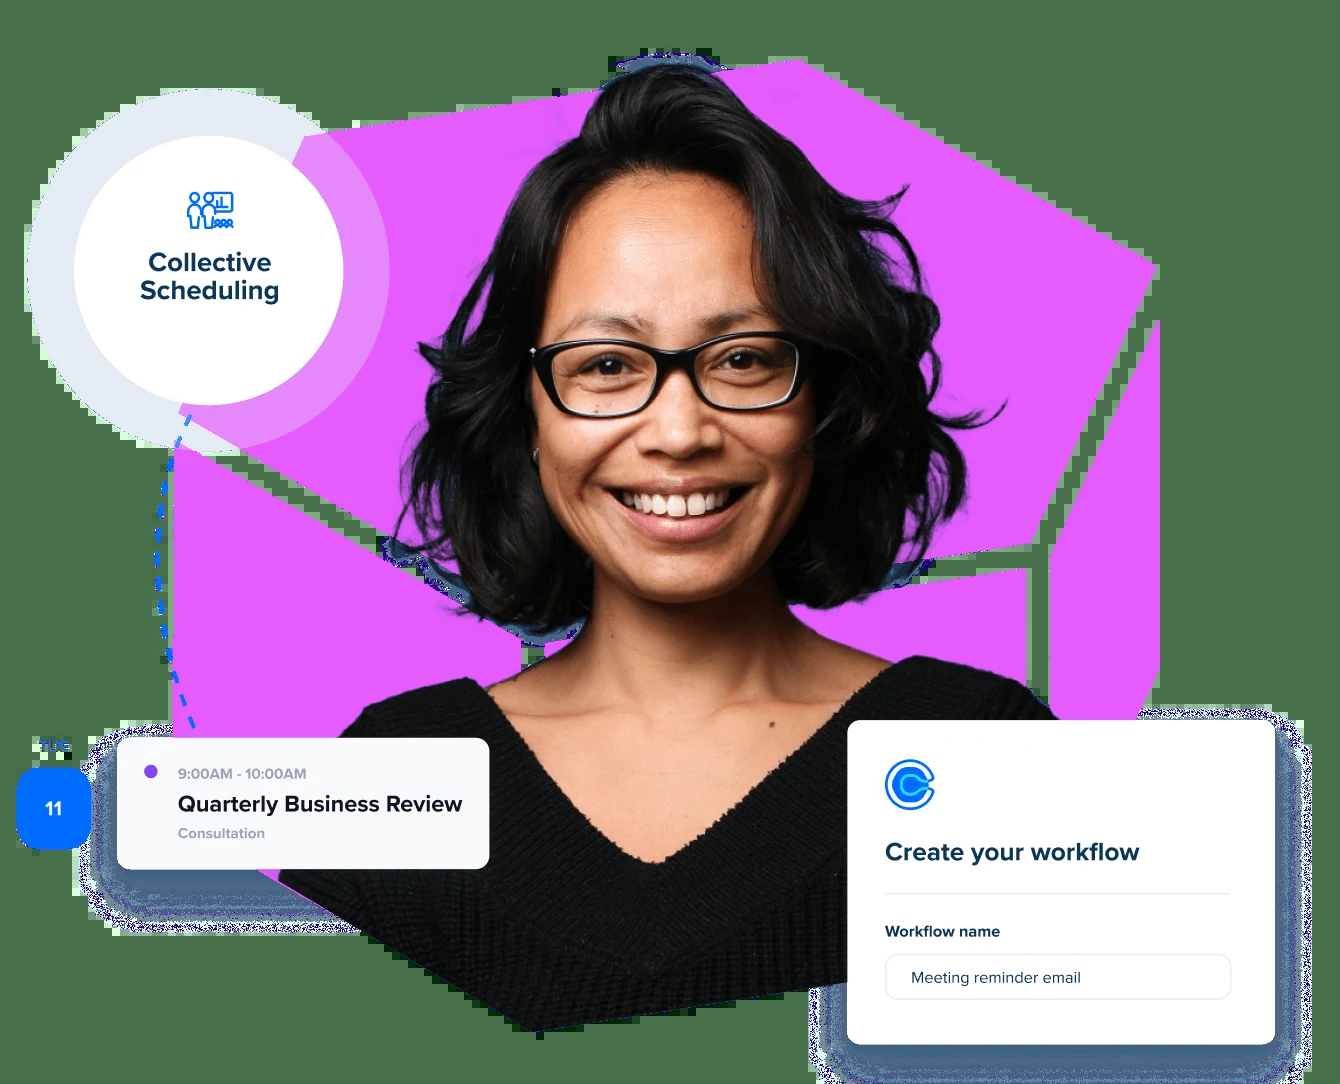 Collective
Scheduling
TUE
11
9:00AM - 10:00AM
Quarterly Business Review
Consultation
Create your workflow
Workflow name
Meeting reminder email